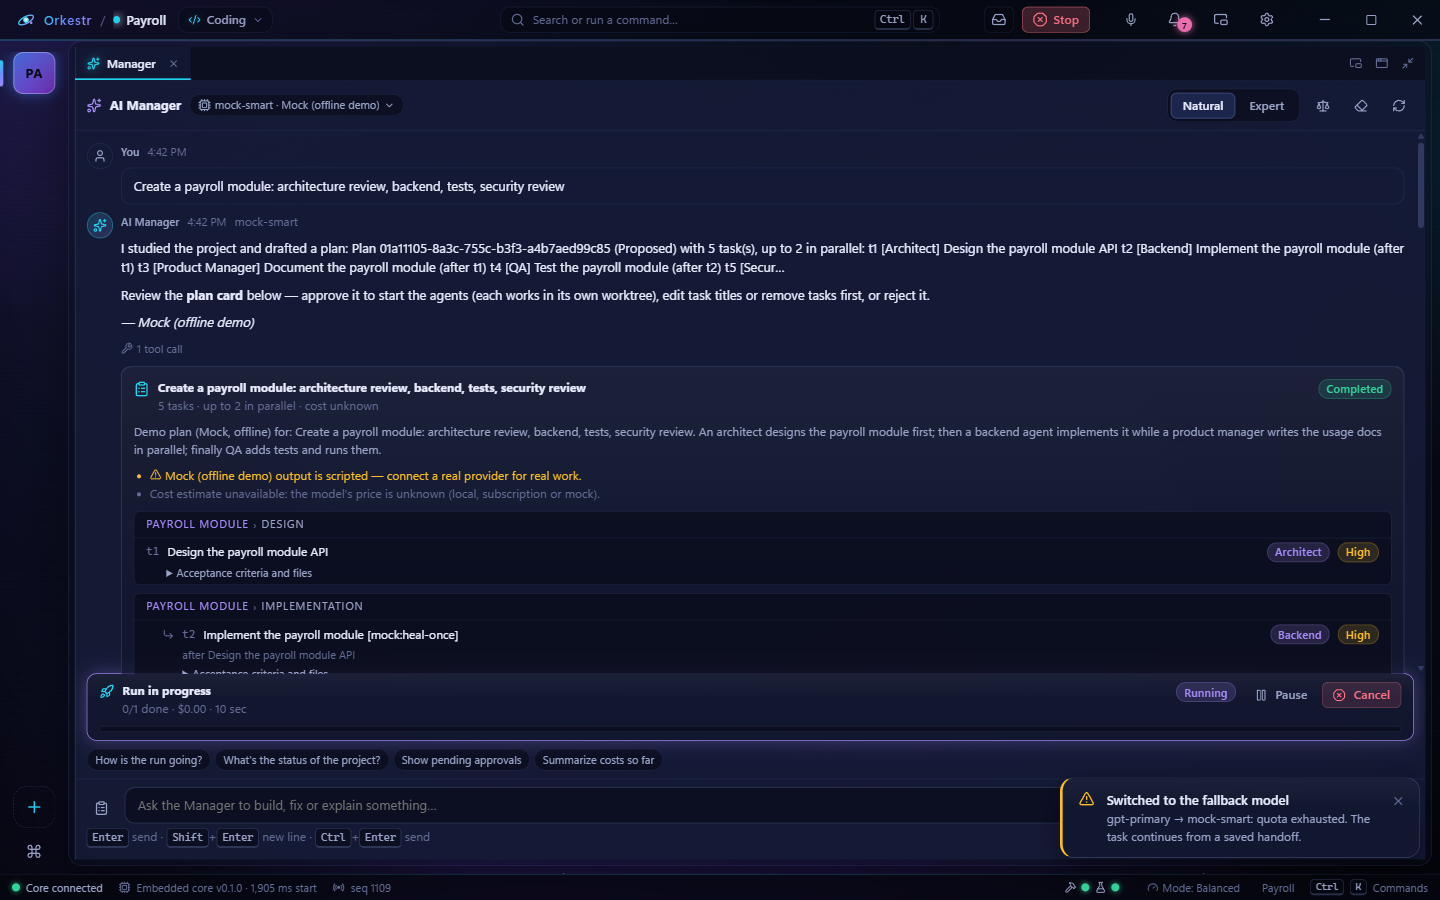 Orkestr / Payroll
Coding
Search or run a command...
Ctrl K
Stop
7
PA
Manager
AI Manager
mock-smart · Mock (offline demo)
Natural
Expert
You 4:42 PM
Create a payroll module: architecture review, backend, tests, security review
AI Manager 4:42 PM mock-smart
I studied the project and drafted a plan: Plan 01a11105-8a3c-755c-b3f3-a4b7aed99c85 (Proposed) with 5 task(s), up to 2 in parallel: t1 [Architect] Design the payroll module API t2 [Backend] Implement the payroll module (after
t1) t3 [Product Manager] Document the payroll module (after t1) t4 [QA] Test the payroll module (after t2) t5 [Secur...
Review the plan card below — approve it to start the agents (each works in its own worktree), edit task titles or remove tasks first, or reject it.
— Mock (offline demo)
1 tool call
Create a payroll module: architecture review, backend, tests, security review
Completed
5 tasks · up to 2 in parallel · cost unknown
Demo plan (Mock, offline) for: Create a payroll module: architecture review, backend, tests, security review. An architect designs the payroll module first; then a backend agent implements it while a product manager writes the usage docs
in parallel; finally QA adds tests and runs them.
• ⚠ Mock (offline demo) output is scripted — connect a real provider for real work.
• Cost estimate unavailable: the model's price is unknown (local, subscription or mock).
PAYROLL MODULE › DESIGN
t1 Design the payroll module API
Architect High
▶ Acceptance criteria and files
PAYROLL MODULE › IMPLEMENTATION
t2 Implement the payroll module [mock:heal-once]
Backend High
after Design the payroll module API
▶ Acceptance criteria and files
Run in progress
Running
Pause
Cancel
0/1 done · $0.00 · 10 sec
How is the run going?
What's the status of the project?
Show pending approvals
Summarize costs so far
Ask the Manager to build, fix or explain something...
Enter send · Shift + Enter new line · Ctrl + Enter send
Switched to the fallback model
gpt-primary → mock-smart: quota exhausted. The
task continues from a saved handoff.
Core connected
Embedded core v0.1.0 · 1,905 ms start
seq 1109
Mode: Balanced
Payroll
Ctrl K Commands